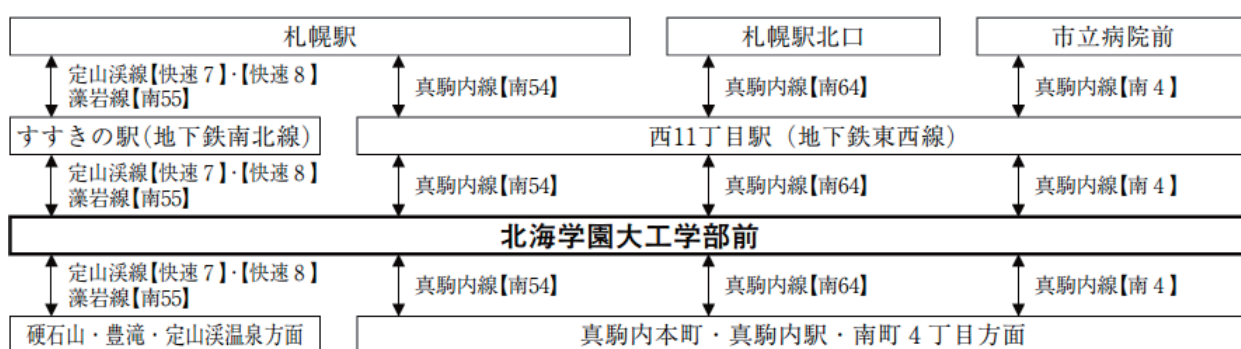 札幌駅
札幌駅北口
市立病院前
定山渓線【快速7】・【快速8】
藻岩線【南55】
真駒内線【南54】
真駒内線【南64】
真駒内線【南4】
すすきの駅(地下鉄南北線)
西11丁目駅(地下鉄東西線)
定山渓線【快速7】・【快速8】
藻岩線【南55】
真駒内線【南54】
真駒内線【南64】
真駒内線【南4】
北海学園大工学部前
定山渓線【快速7】・【快速8】
藻岩線【南55】
真駒内線【南54】
真駒内線【南64】
真駒内線【南4】
硬石山・豊滝・定山渓温泉方面
真駒内本町・真駒内駅・南町4丁目方面